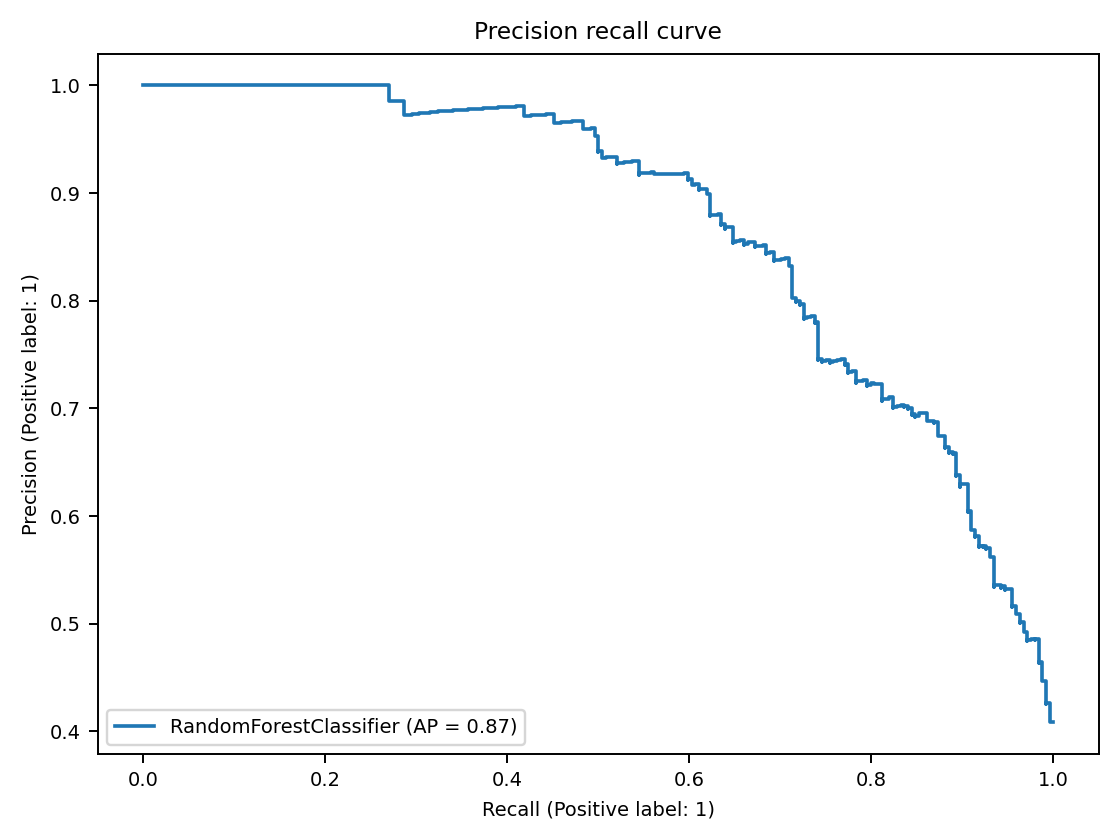 Precision recall curve
1.0
0.9
0.8
0.7
0.6
0.5
0.4
Precision (Positive label: 1)
RandomForestClassifier (AP = 0.87)
0.0 0.2 0.4 0.6 0.8 1.0
Recall (Positive label: 1)